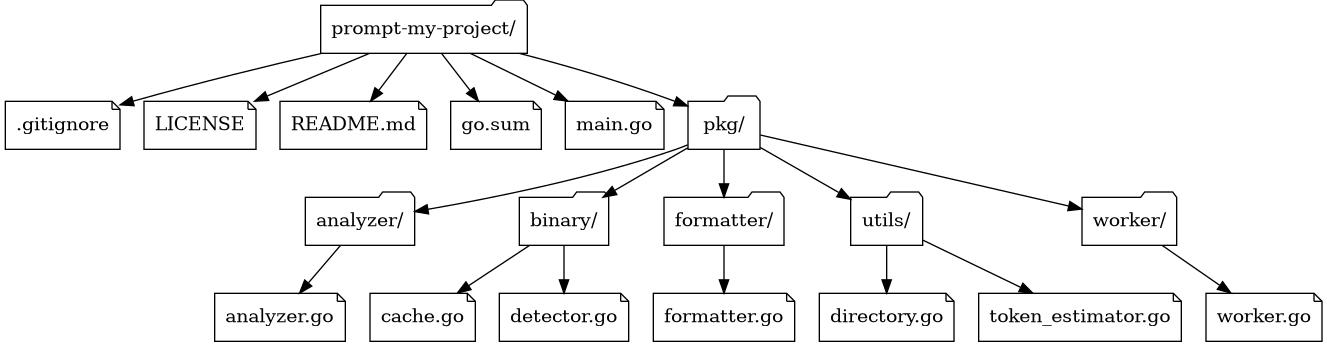 prompt-my-project/
.gitignore
LICENSE
README.md
go.sum
main.go
pkg/
analyzer/
binary/
formatter/
utils/
worker/
analyzer.go
cache.go
detector.go
formatter.go
directory.go
token_estimator.go
worker.go